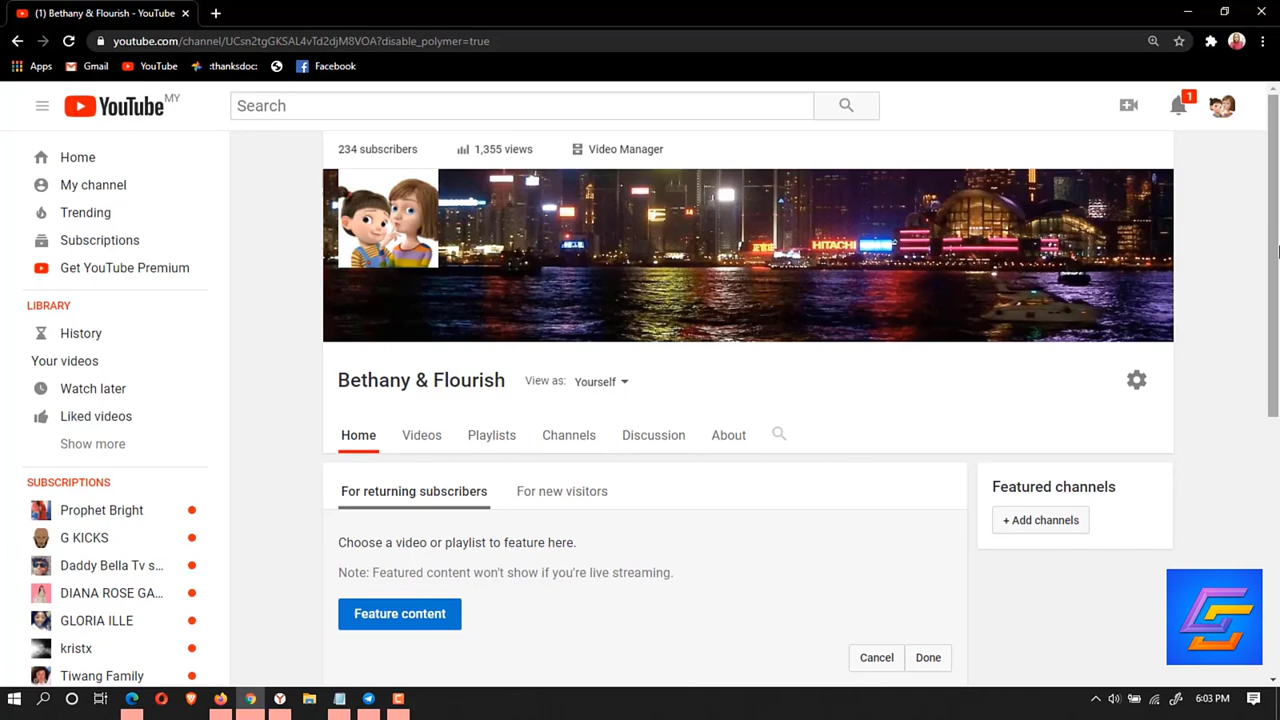 (1) Bethany & Flourish - YouTube
youtube.com/channel/UCsn2tgGKSAL4vTd2djM8VOA?disable_polymer=true
Apps Gmail YouTube :thanksdoc: Facebook
YouTube MY
Search
1
234 subscribers 1,355 views Video Manager
Home
My channel
Trending
Subscriptions
Get YouTube Premium
LIBRARY
History
Your videos
Watch later
Liked videos
Show more
SUBSCRIPTIONS
Prophet Bright
G KICKS
Daddy Bella Tv s...
DIANA ROSE GA...
GLORIA ILLE
kristx
Tiwang Family
HITACHI
Bethany & Flourish View as: Yourself
Home Videos Playlists Channels Discussion About
For returning subscribers For new visitors
Choose a video or playlist to feature here.
Note: Featured content won't show if you're live streaming.
Feature content
Cancel Done
Featured channels
+ Add channels
6:03 PM